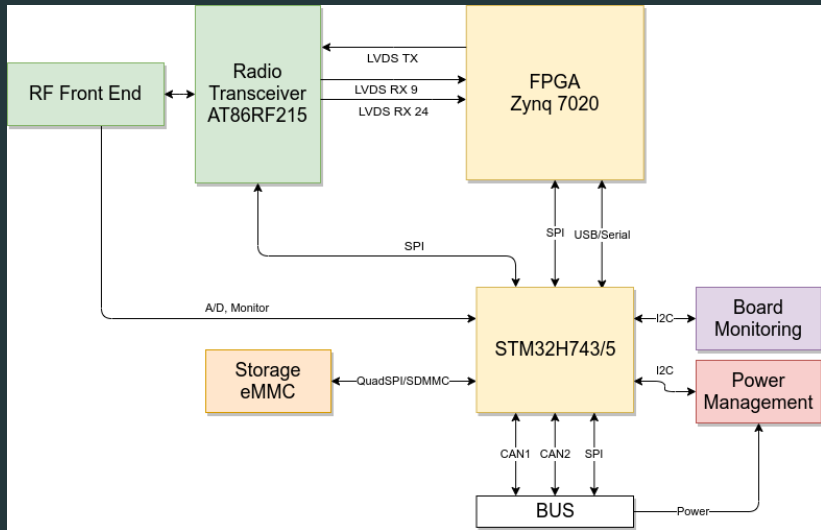 RF Front End
Radio
Transceiver
AT86RF215
LVDS TX
LVDS RX 9
LVDS RX 24
FPGA
Zynq 7020
SPI
SPI
USB/Serial
A/D, Monitor
STM32H743/5
I2C
Board
Monitoring
Storage
eMMC
QuadSPI/SDMMC
I2C
Power
Management
CAN1
CAN2
SPI
BUS
Power